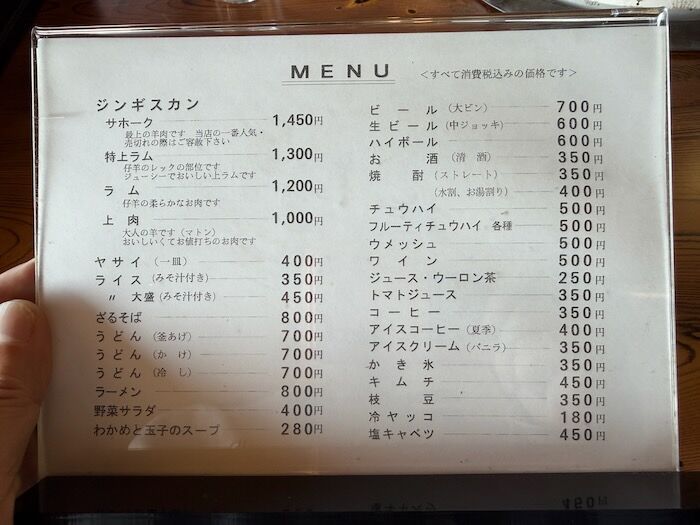 MENU <すべて消費税込みの価格です>
ジンギスカン
サホーク 1,450円
最上の羊肉です 当店の一番人気・
売切れの際はご容赦下さい
特上ラム 1,300円
仔羊のレックの部位です
ジューシーでおいしい上ラムです
ラム 1,200円
仔羊の柔らかなお肉です
上肉 1,000円
大人の羊です(マトン)
おいしいくてお値打ちのお肉です
ヤサイ(一皿) 400円
ライス(みそ汁付き) 350円
〃 大盛(みそ汁付き) 450円
ざるそば 800円
うどん(釜あげ) 700円
うどん(かけ) 700円
うどん(冷し) 700円
ラーメン 800円
野菜サラダ 400円
わかめと玉子のスープ 280円
ビール(大ビン) 700円
生ビール(中ジョッキ) 600円
ハイボール 600円
お酒(清酒) 350円
焼酎(ストレート) 350円
(水割、お湯割り) 400円
チュウハイ 500円
フルーティチュウハイ 各種 500円
ウメッシュ 500円
ワイン 500円
ジュース・ウーロン茶 250円
トマトジュース 350円
コーヒー 350円
アイスコーヒー(夏季) 400円
アイスクリーム(バニラ) 350円
かき氷 350円
キムチ 450円
枝豆 350円
冷ヤッコ 180円
塩キャベツ 450円